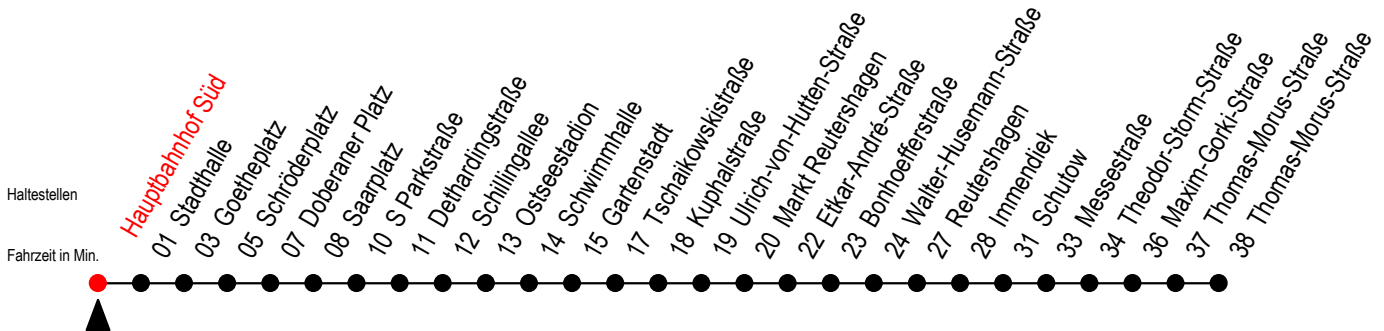 Haltestellen
Fahrzeit in Min.
Hauptbahnhof Süd
01 Stadthalle
03 Goetheplatz
05 Schröderplatz
07 Doberaner Platz
08 Saarplatz
10 S Parkstraße
11 Dethardingstraße
12 Schillingallee
13 Ostseestadion
14 Schwimmhalle
15 Gartenstadt
17 Tschaikowskistraße
18 Kuphalstraße
19 Ulrich-von-Hutten-Straße
20 Markt Reutershagen
22 Etkar-André-Straße
23 Bonhoefferstraße
24 Walter-Husemann-Straße
27 Reutershagen
28 Immendiek
31 Schutow
33 Messestraße
34 Theodor-Storm-Straße
36 Maxim-Gorki-Straße
37 Thomas-Morus-Straße
38 Thomas-Morus-Straße